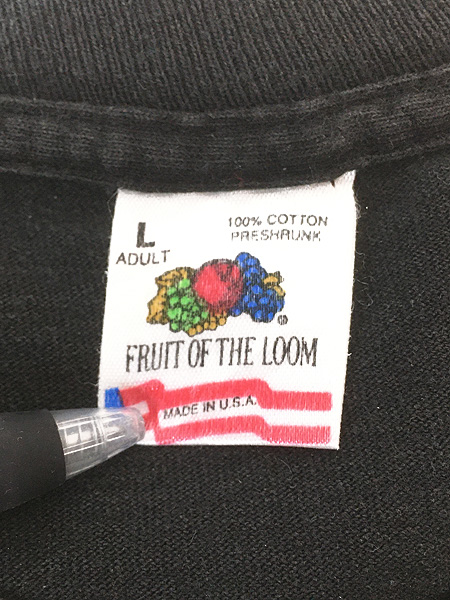 L
ADULT
100% COTTON
PRESHRUNK
®
FRUIT OF THE LOOM
MADE IN U.S.A.